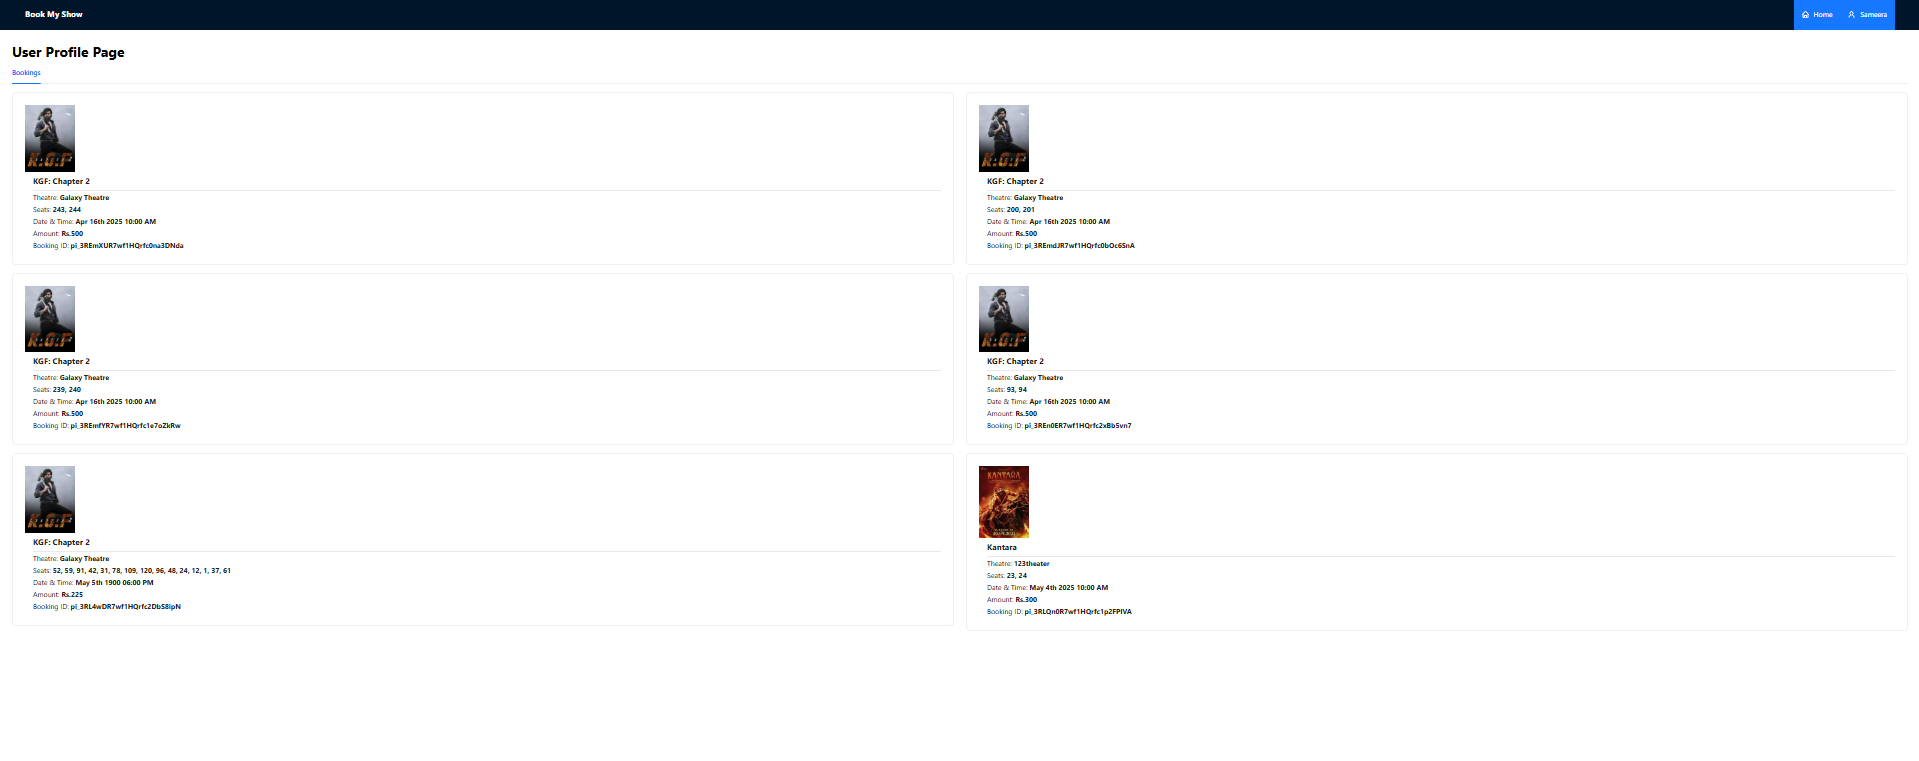 Book My Show
Home
Sameera
User Profile Page
Bookings
KGF: Chapter 2
Theatre: Galaxy Theatre
Seats: 243, 244
Date & Time: Apr 16th 2025 10:00 AM
Amount: Rs.500
Booking ID: pi_3REmXUR7wf1HQrfc0na3DNda
KGF: Chapter 2
Theatre: Galaxy Theatre
Seats: 200, 201
Date & Time: Apr 16th 2025 10:00 AM
Amount: Rs.500
Booking ID: pi_3REmdJR7wf1HQrfc0bOc6SnA
KGF: Chapter 2
Theatre: Galaxy Theatre
Seats: 239, 240
Date & Time: Apr 16th 2025 10:00 AM
Amount: Rs.500
Booking ID: pi_3REmfYR7wf1HQrfc1e7oZkRw
KGF: Chapter 2
Theatre: Galaxy Theatre
Seats: 93, 94
Date & Time: Apr 16th 2025 10:00 AM
Amount: Rs.500
Booking ID: pi_3REn0ER7wf1HQrfc2xBb5vn7
KGF: Chapter 2
Theatre: Galaxy Theatre
Seats: 52, 59, 91, 42, 31, 78, 109, 120, 96, 48, 24, 12, 1, 37, 61
Date & Time: May 5th 1900 06:00 PM
Amount: Rs.225
Booking ID: pi_3RL4wDR7wf1HQrfc2DbS8ipN
KANTARA
Kantara
Theatre: 123theater
Seats: 23, 24
Date & Time: May 4th 2025 10:00 AM
Amount: Rs.300
Booking ID: pi_3RLQn0R7wf1HQrfc1p2FPIVA